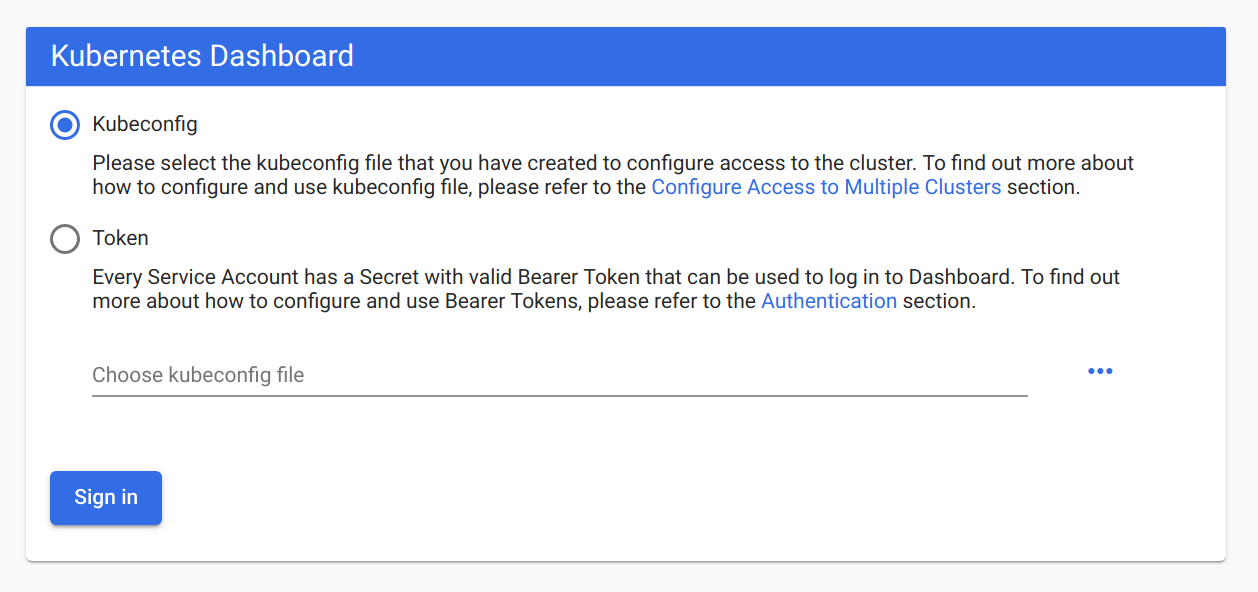 Kubernetes Dashboard
Kubeconfig
Please select the kubeconfig file that you have created to configure access to the cluster. To find out more about
how to configure and use kubeconfig file, please refer to the Configure Access to Multiple Clusters section.
Token
Every Service Account has a Secret with valid Bearer Token that can be used to log in to Dashboard. To find out
more about how to configure and use Bearer Tokens, please refer to the Authentication section.
Choose kubeconfig file
Sign in